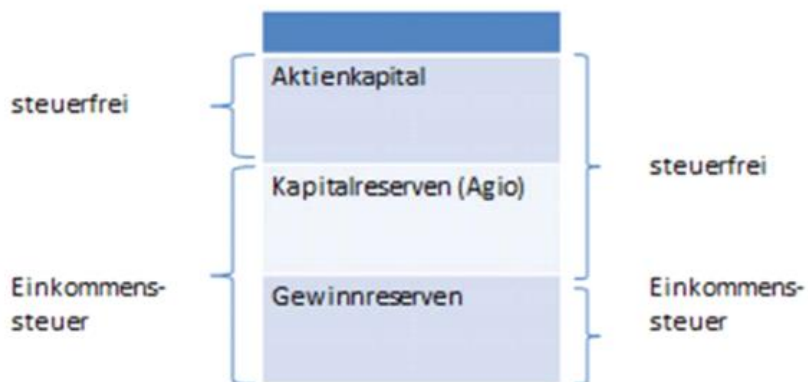 Aktienkapital
steuerfrei
steuerfrei
Kapitalreserven (Agio)
Einkommens-
steuer
Gewinnreserven
Einkommens-
steuer